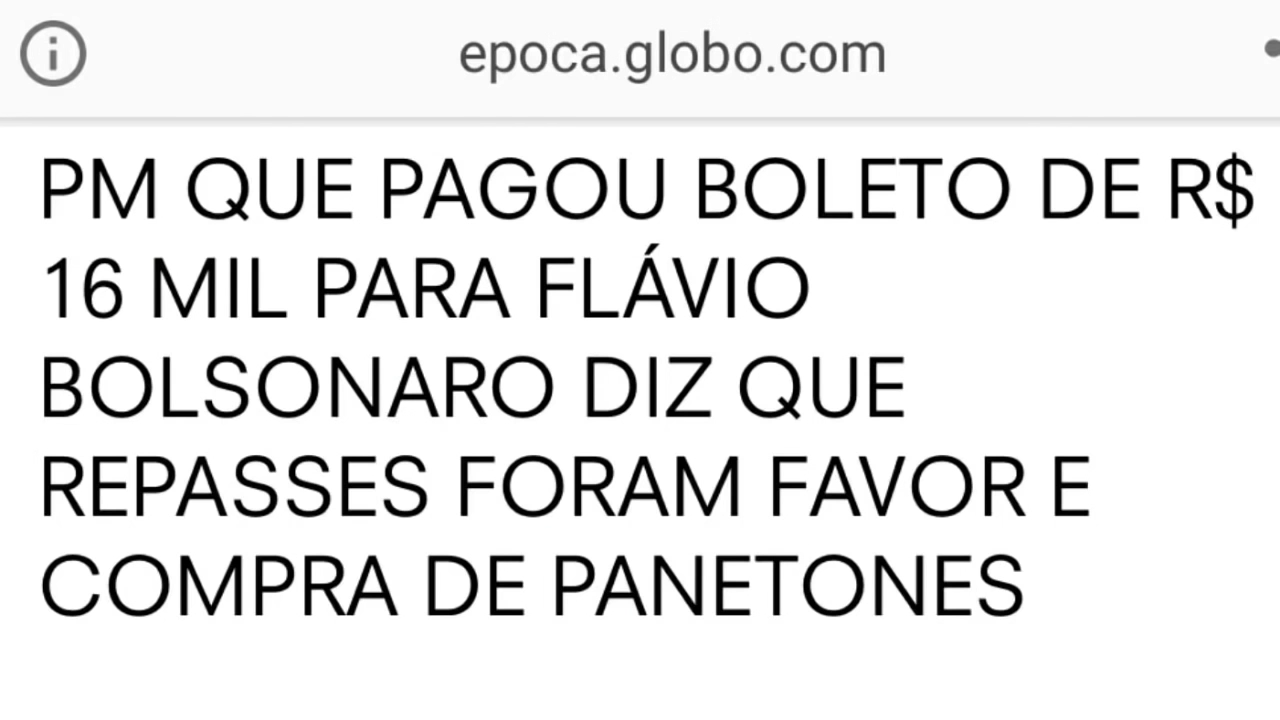 epoca.globo.com
PM QUE PAGOU BOLETO DE R$
16 MIL PARA FLÁVIO
BOLSONARO DIZ QUE
REPASSES FORAM FAVOR E
COMPRA DE PANETONES